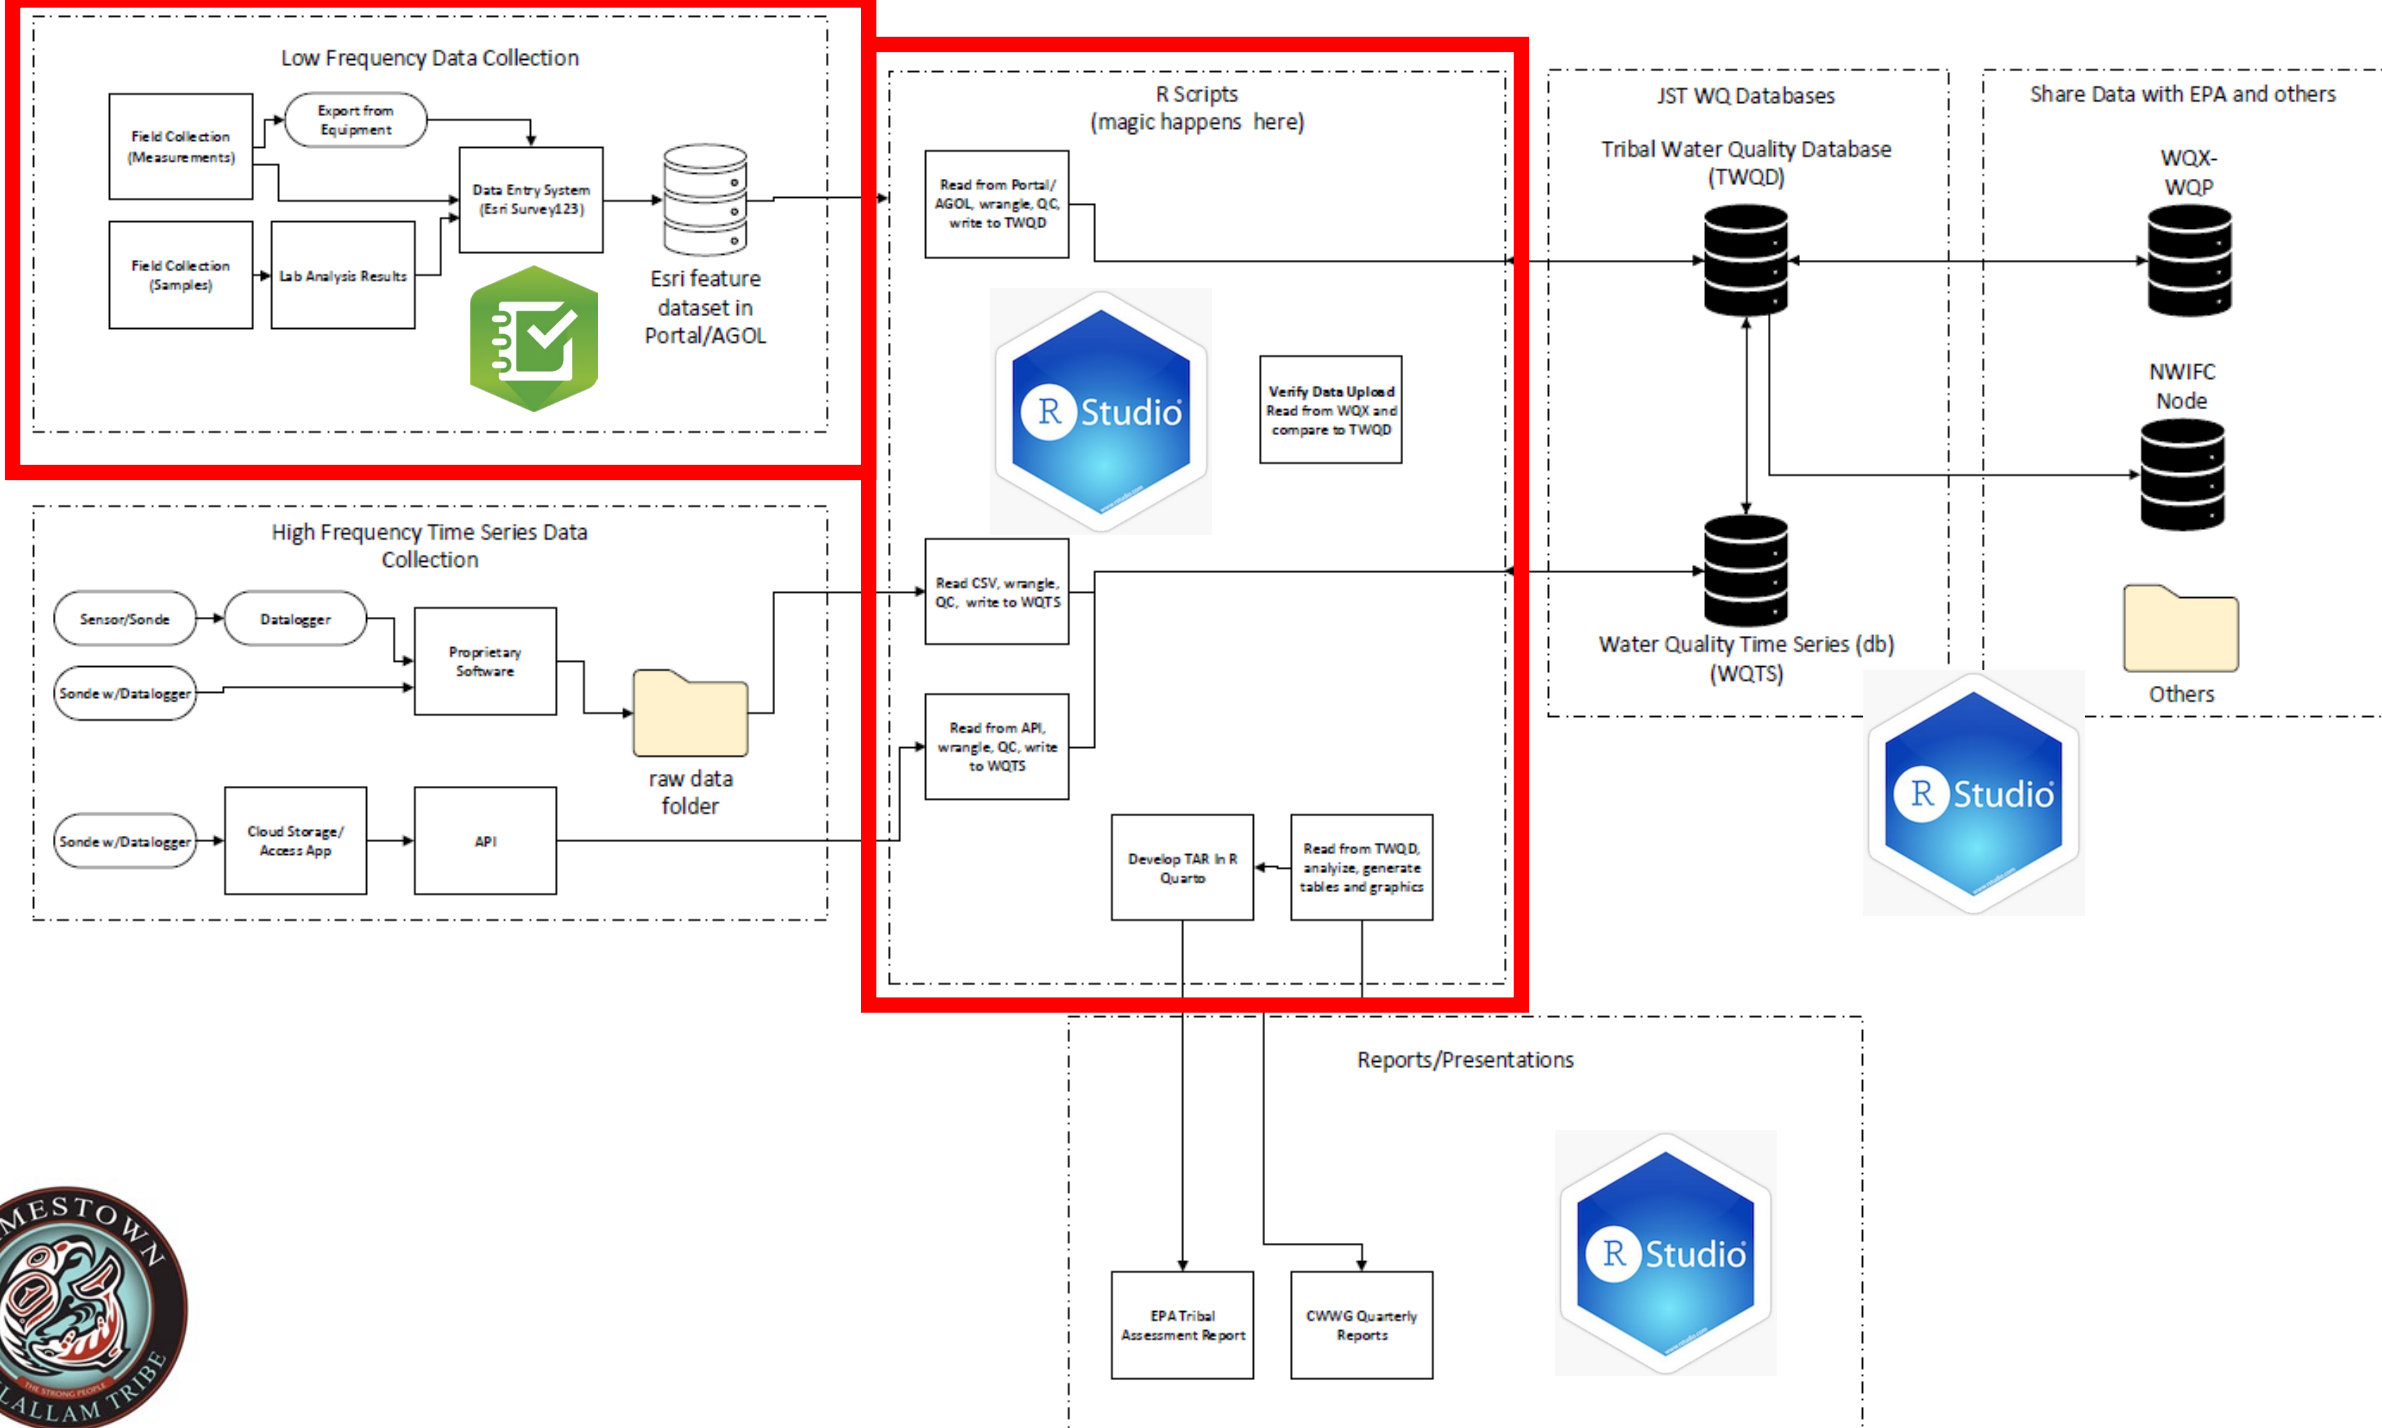 Low Frequency Data Collection
Field Collection
(Measurements)
Export from
Equipment
Data Entry System
(Esri Survey123)
Field Collection
(Samples)
Lab Analysis Results
Esri feature
dataset in
Portal/AGOL
High Frequency Time Series Data
Collection
Sensor/Sonde
Datalogger
Proprietary
Software
Sonde w/Datalogger
raw data
folder
Sonde w/Datalogger
Cloud Storage/
Access App
API
R Scripts
(magic happens here)
Read from Portal/
AGOL, wrangle, QC,
write to TWQD
R Studio
Verify Data Upload
Read from WQX and
compare to TWQD
Read CSV, wrangle,
QC, write to WQTS
Read from API,
wrangle, QC, write
to WQTS
Develop TAR In R
Quarto
Read from TWQD,
analyize, generate
tables and graphics
JST WQ Databases
Tribal Water Quality Database
(TWQD)
Water Quality Time Series (db)
(WQTS)
Share Data with EPA and others
WQX-
WQP
NWIFC
Node
Others
R Studio
Reports/Presentations
EPA Tribal
Assessment Report
CWWG Quarterly
Reports
R Studio
MESTOWN
THE STRONG PEOPLE
LALLAM TRIBE